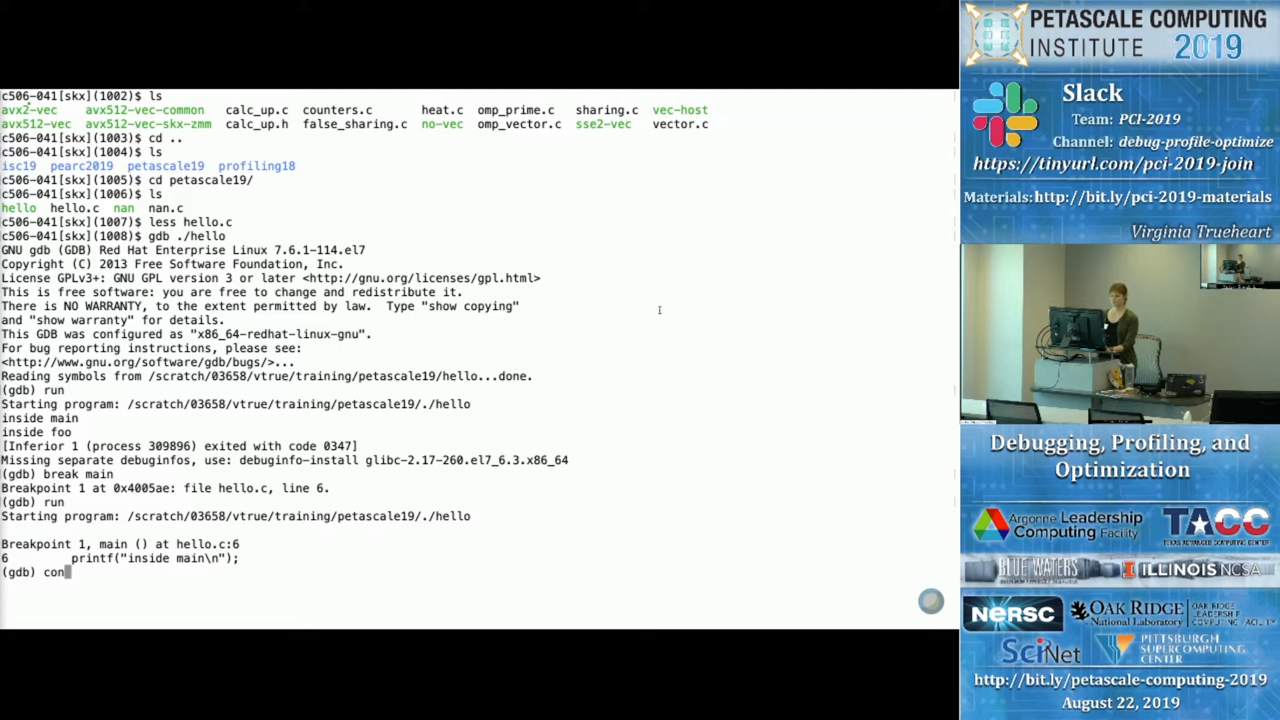 c506-041[skx](1002)$ ls
avx2-vec avx512-vec-common calc_up.c counters.c heat.c omp_prime.c sharing.c vec-host
avx512-vec avx512-vec-skx-zmm calc_up.h false_sharing.c no-vec omp_vector.c sse2-vec vector.c
c506-041[skx](1003)$ cd ..
c506-041[skx](1004)$ ls
isc19 pearc2019 petascale19 profiling18
c506-041[skx](1005)$ cd petascale19/
c506-041[skx](1006)$ ls
hello hello.c nan nan.c
c506-041[skx](1007)$ less hello.c
c506-041[skx](1008)$ gdb ./hello
GNU gdb (GDB) Red Hat Enterprise Linux 7.6.1-114.el7
Copyright (C) 2013 Free Software Foundation, Inc.
License GPLv3+: GNU GPL version 3 or later <http://gnu.org/licenses/gpl.html>
This is free software: you are free to change and redistribute it.
There is NO WARRANTY, to the extent permitted by law.  Type "show copying"
and "show warranty" for details.
This GDB was configured as "x86_64-redhat-linux-gnu".
For bug reporting instructions, please see:
<http://www.gnu.org/software/gdb/bugs/>...
Reading symbols from /scratch/03658/vtrue/training/petascale19/hello...done.
(gdb) run
Starting program: /scratch/03658/vtrue/training/petascale19/./hello
inside main
inside foo
[Inferior 1 (process 309896) exited with code 0347]
Missing separate debuginfos, use: debuginfo-install glibc-2.17-260.el7_6.3.x86_64
(gdb) break main
Breakpoint 1 at 0x4005ae: file hello.c, line 6.
(gdb) run
Starting program: /scratch/03658/vtrue/training/petascale19/./hello
Breakpoint 1, main () at hello.c:6
6 printf("inside main\n");
(gdb) con
PETASCALE COMPUTING
INSTITUTE 2019
Slack
Team: PCI-2019
Channel: debug-profile-optimize
https://tinyurl.com/pci-2019-join
Materials: http://bit.ly/pci-2019-materials
Virginia Trueheart
Debugging, Profiling, and
Optimization
Argonne Leadership
Computing Facility
TACC
TEXAS ADVANCED COMPUTING CENTER
BLUE WATERS
I ILLINOIS NCSA
NERSC
OAK RIDGE
National Laboratory
OAK RIDGE
LEADERSHIP
COMPUTING FACILITY
SciNet
PITTSBURGH
SUPERCOMPUTING
CENTER
http://bit.ly/petascale-computing-2019
August 22, 2019